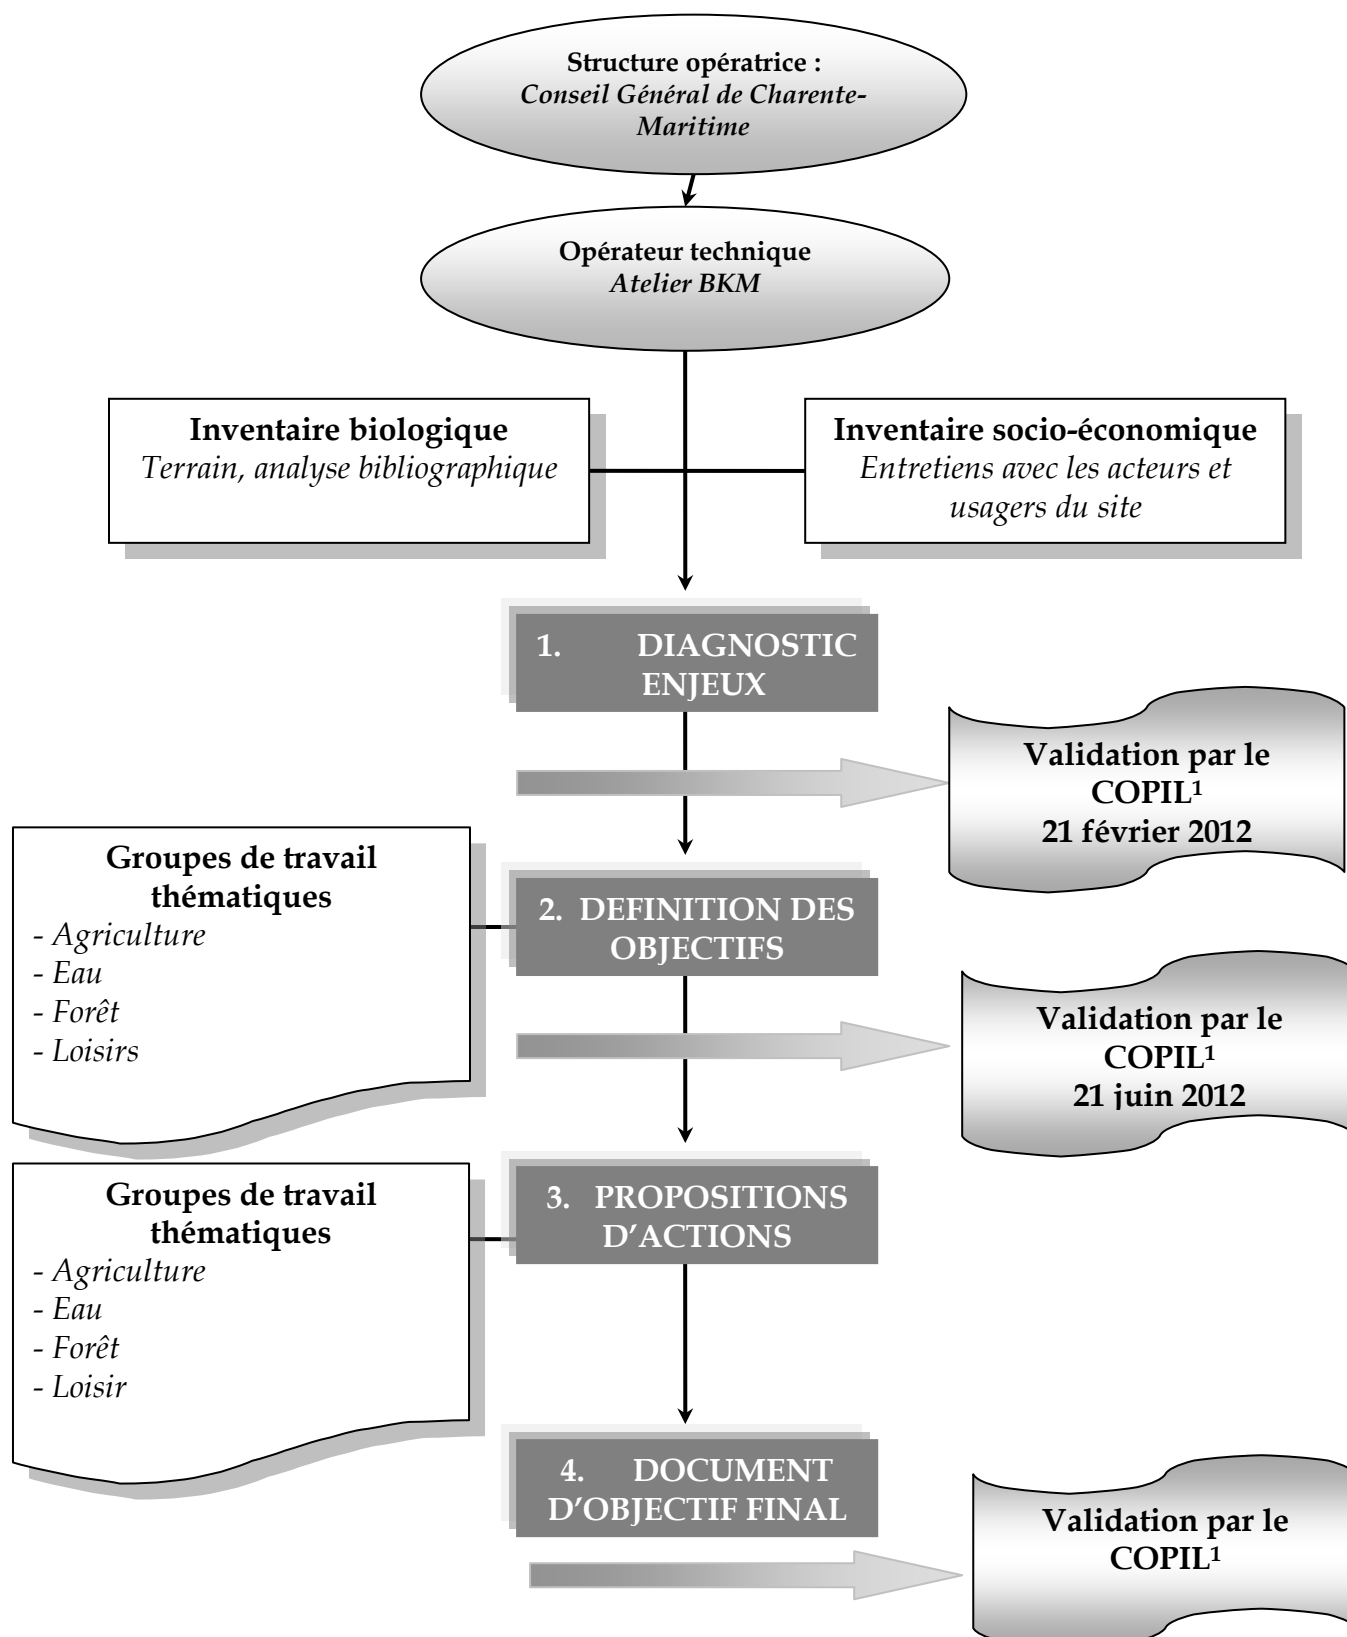 Structure opératrice :
Conseil Général de Charente-
Maritime
Opérateur technique
Atelier BKM
Inventaire biologique
Terrain, analyse bibliographique
Inventaire socio-économique
Entretiens avec les acteurs et
usagers du site
1. DIAGNOSTIC
ENJEUX
Validation par le
COPIL¹
21 février 2012
Groupes de travail
thématiques
- Agriculture
- Eau
- Forêt
- Loisirs
2. DEFINITION DES
OBJECTIFS
Validation par le
COPIL¹
21 juin 2012
Groupes de travail
thématiques
- Agriculture
- Eau
- Forêt
- Loisir
3. PROPOSITIONS
D’ACTIONS
4. DOCUMENT
D’OBJECTIF FINAL
Validation par le
COPIL¹